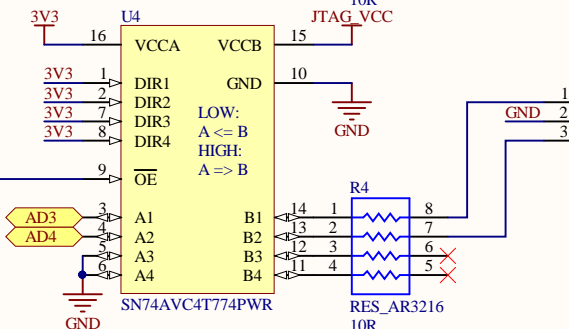 10R
3V3
U4
JTAG_VCC
16
VCCA
VCCB
15
3V3
1
DIR1
GND
10
3V3
2
DIR2
3V3
7
DIR3
3V3
8
DIR4
LOW:
A <= B
HIGH:
A => B
GND
1
GND
2
3
9
OE
R4
AD3
3
A1
B1
14
1
8
AD4
4
A2
B2
13
2
7
5
A3
B3
12
3
6
6
A4
B4
11
4
5
GND
SN74AVC4T774PWR
RES_AR3216
10R